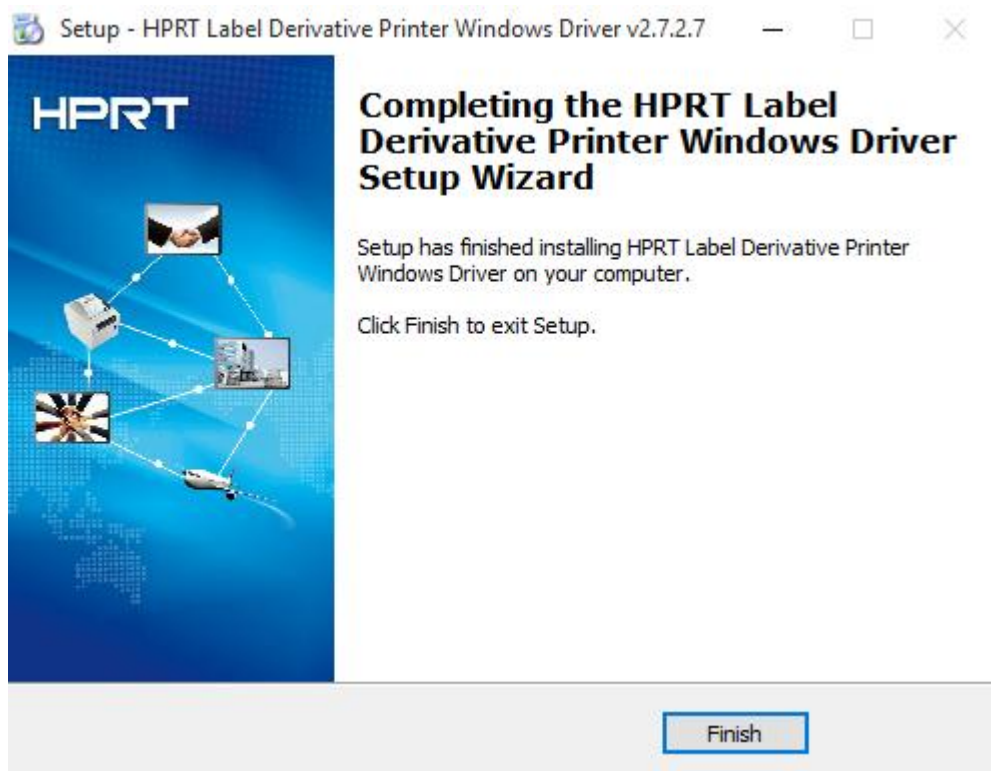 Setup - HPRT Label Derivative Printer Windows Driver v2.7.2.7
HPRT
Completing the HPRT Label
Derivative Printer Windows Driver
Setup Wizard
Setup has finished installing HPRT Label Derivative Printer
Windows Driver on your computer.
Click Finish to exit Setup.
Finish